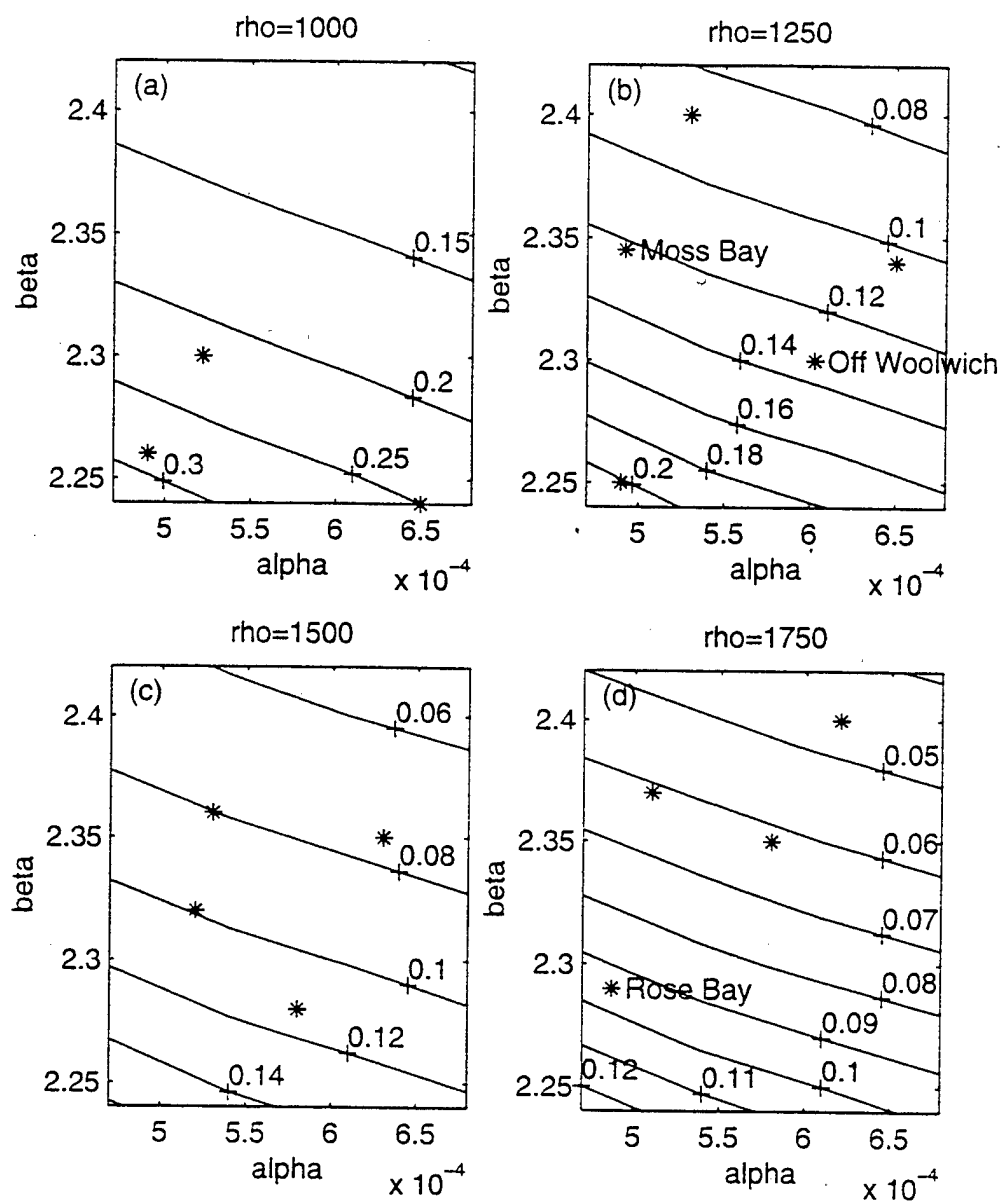 rho=1000
(a)
2.4
2.35
2.3
2.25
beta
0.15
0.2
0.25
0.3
5
5.5
6
6.5
alpha
x 10⁻⁴
rho=1250
(b)
2.4
2.35
2.3
2.25
beta
0.08
0.1
Moss Bay
0.12
0.14
Off Woolwich
0.16
0.18
0.2
5
5.5
6
6.5
alpha
x 10⁻⁴
rho=1500
(c)
2.4
2.35
2.3
2.25
beta
0.06
0.08
0.1
0.12
0.14
5
5.5
6
6.5
alpha
x 10⁻⁴
rho=1750
(d)
2.4
2.35
2.3
2.25
beta
0.05
0.06
0.07
0.08
Rose Bay
0.09
0.12
0.11
0.1
5
5.5
6
6.5
alpha
x 10⁻⁴